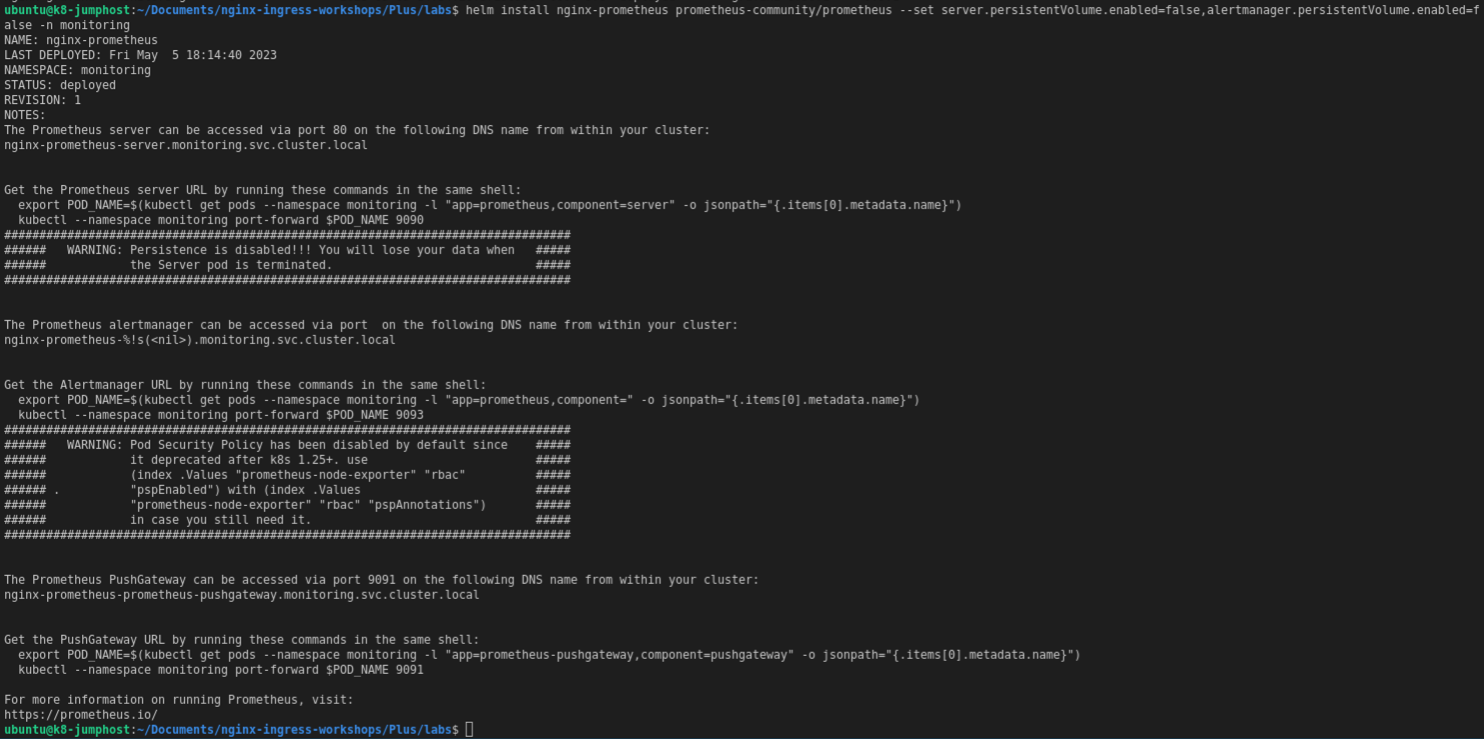 ubuntu@k8-jumphost:~/Documents/nginx-ingress-workshops/Plus/labs$ helm install nginx-prometheus prometheus-community/prometheus --set server.persistentVolume.enabled=false,alertmanager.persistentVolume.enabled=f
alse -n monitoring
NAME: nginx-prometheus
LAST DEPLOYED: Fri May  5 18:14:40 2023
NAMESPACE: monitoring
STATUS: deployed
REVISION: 1
NOTES:
The Prometheus server can be accessed via port 80 on the following DNS name from within your cluster:
nginx-prometheus-server.monitoring.svc.cluster.local


Get the Prometheus server URL by running these commands in the same shell:
  export POD_NAME=$(kubectl get pods --namespace monitoring -l "app=prometheus,component=server" -o jsonpath="{.items[0].metadata.name}")
  kubectl --namespace monitoring port-forward $POD_NAME 9090
#################################################################################
######   WARNING: Persistence is disabled!!! You will lose your data when   #####
######            the Server pod is terminated.                             #####
#################################################################################


The Prometheus alertmanager can be accessed via port  on the following DNS name from within your cluster:
nginx-prometheus-%!s(<nil>).monitoring.svc.cluster.local


Get the Alertmanager URL by running these commands in the same shell:
  export POD_NAME=$(kubectl get pods --namespace monitoring -l "app=prometheus,component=" -o jsonpath="{.items[0].metadata.name}")
  kubectl --namespace monitoring port-forward $POD_NAME 9093
#################################################################################
######   WARNING: Pod Security Policy has been disabled by default since    #####
######            it deprecated after k8s 1.25+. use                        #####
######            (index .Values "prometheus-node-exporter" "rbac"          #####
###### .          "pspEnabled") with (index .Values                         #####
######            "prometheus-node-exporter" "rbac" "pspAnnotations")       #####
######            in case you still need it.                                #####
#################################################################################


The Prometheus PushGateway can be accessed via port 9091 on the following DNS name from within your cluster:
nginx-prometheus-prometheus-pushgateway.monitoring.svc.cluster.local


Get the PushGateway URL by running these commands in the same shell:
  export POD_NAME=$(kubectl get pods --namespace monitoring -l "app=prometheus-pushgateway,component=pushgateway" -o jsonpath="{.items[0].metadata.name}")
  kubectl --namespace monitoring port-forward $POD_NAME 9091

For more information on running Prometheus, visit:
https://prometheus.io/
ubuntu@k8-jumphost:~/Documents/nginx-ingress-workshops/Plus/labs$